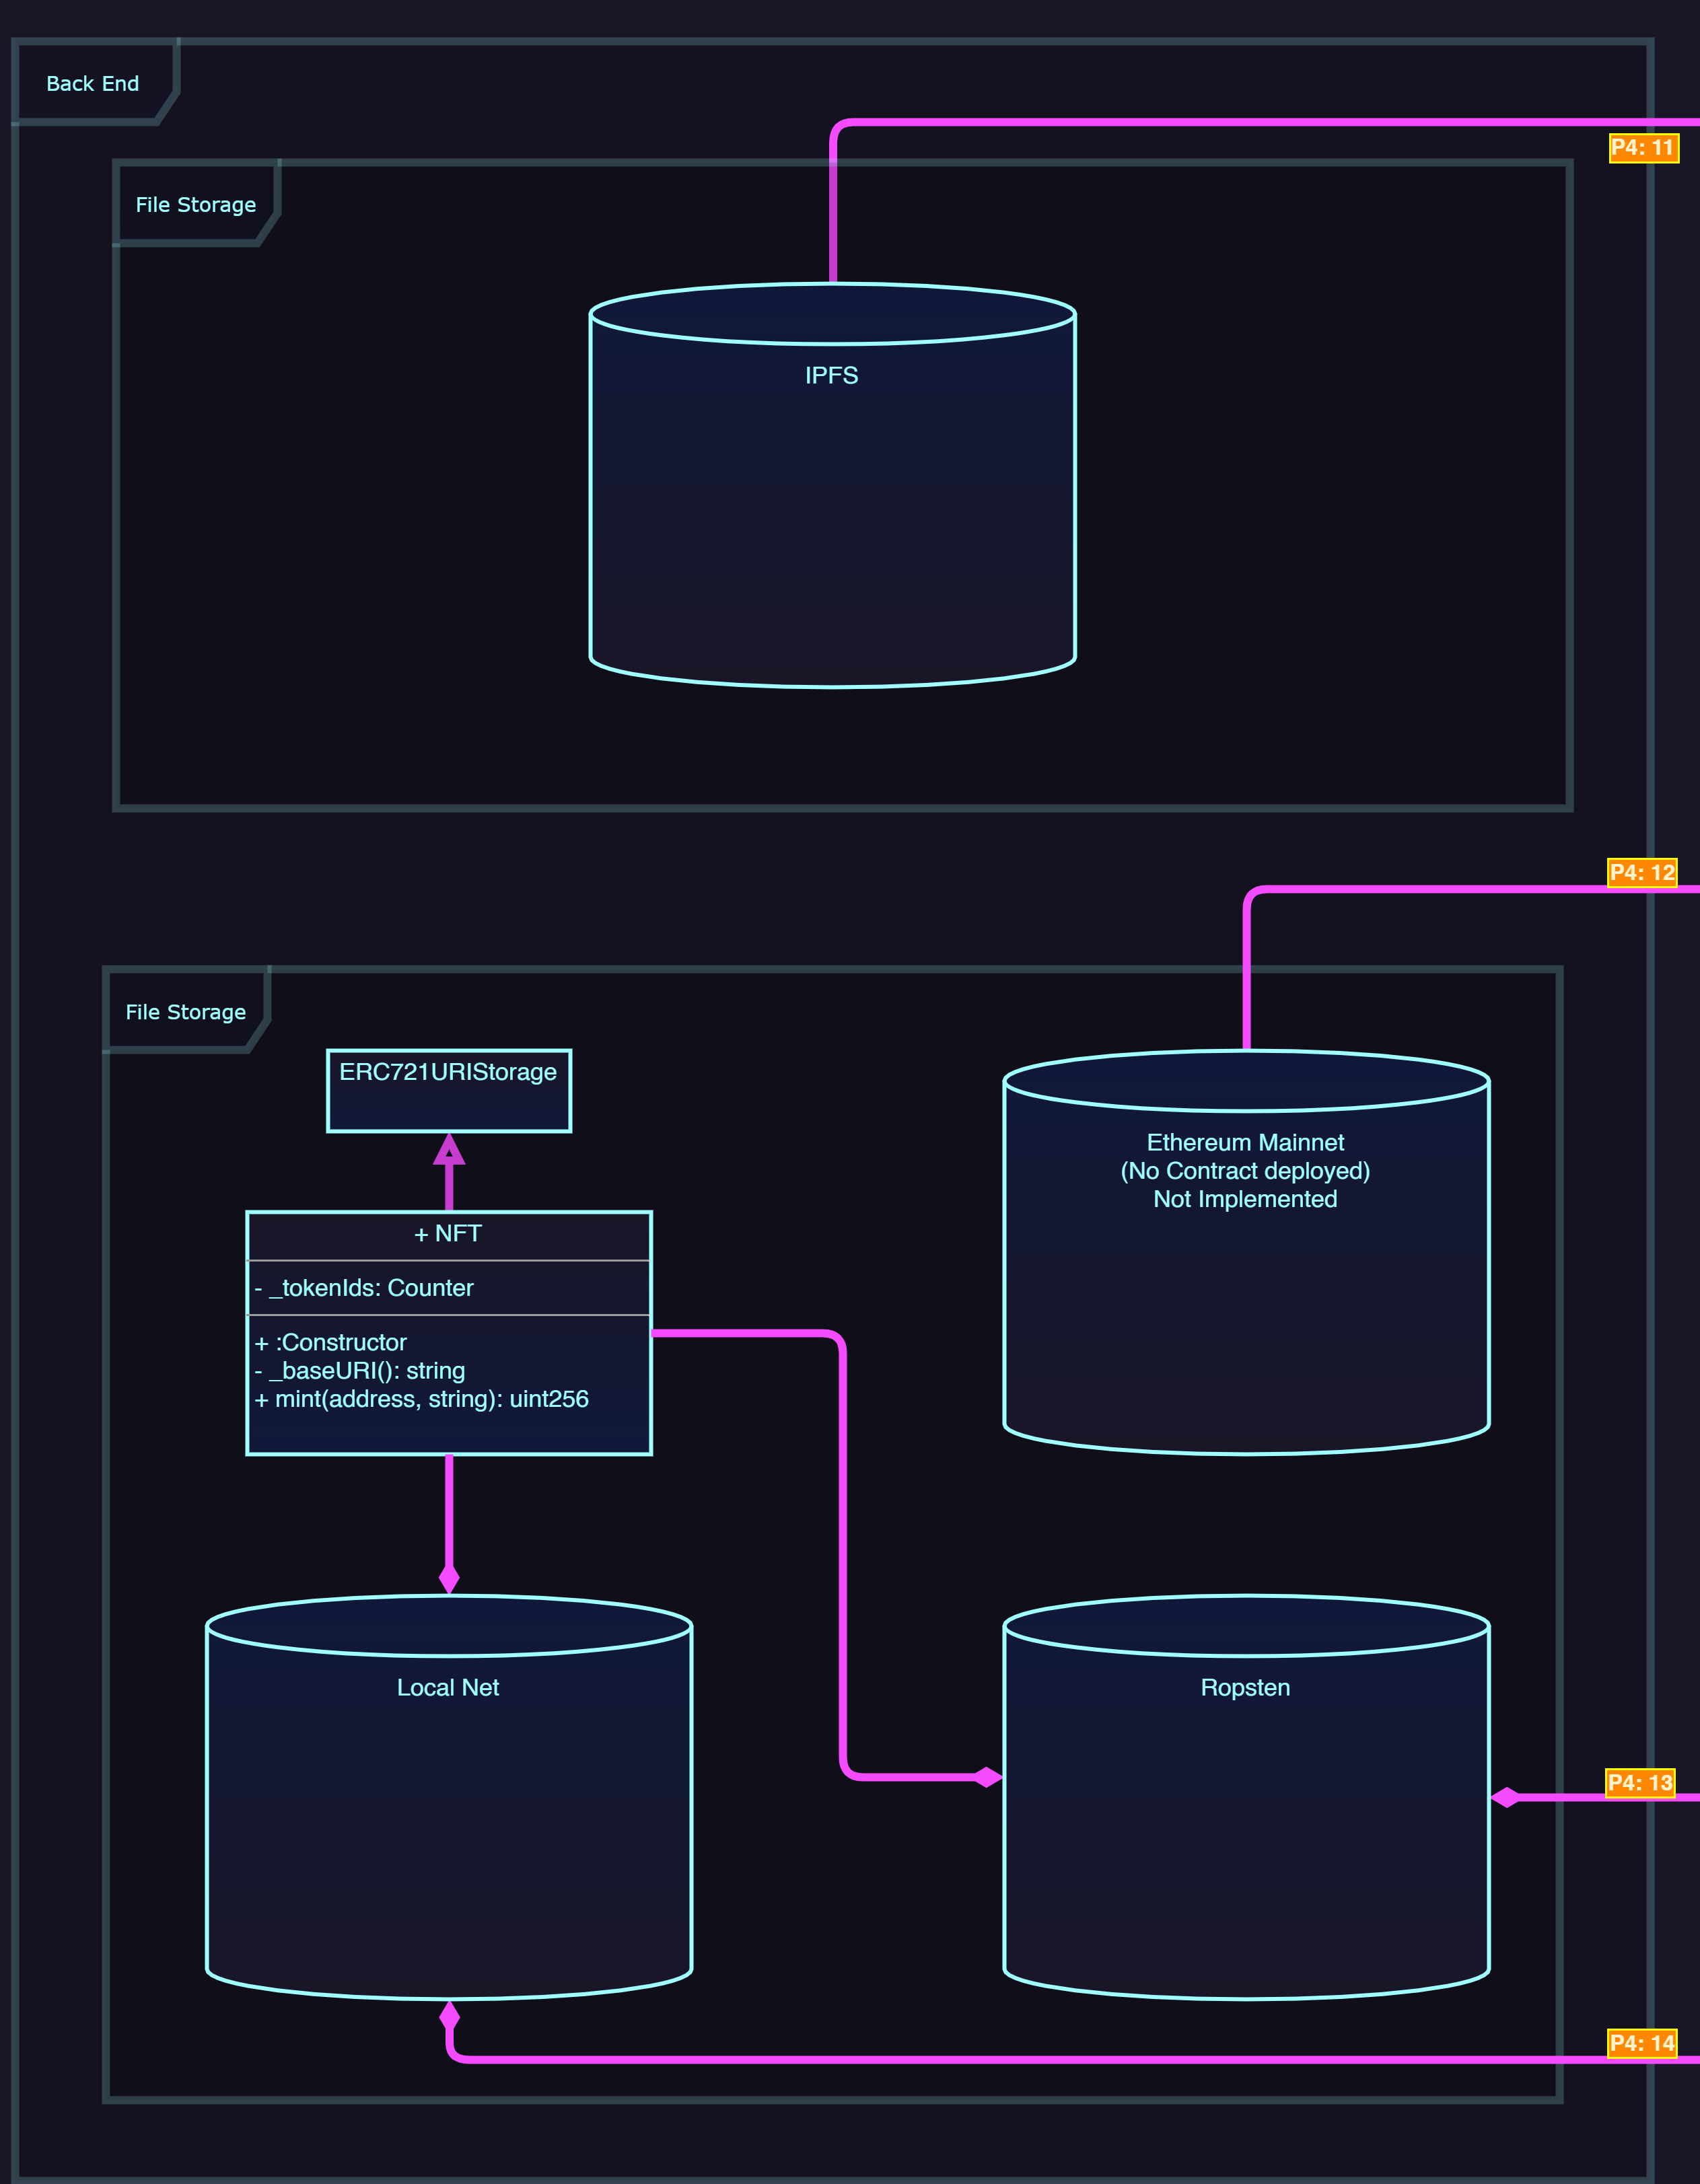 Back End
P4: 11
File Storage
IPFS
P4: 12
File Storage
ERC721URIStorage
Ethereum Mainnet
(No Contract deployed)
Not Implemented
+ NFT
- _tokenIds: Counter
+ :Constructor
- _baseURI(): string
+ mint(address, string): uint256
Local Net
Ropsten
P4: 13
P4: 14